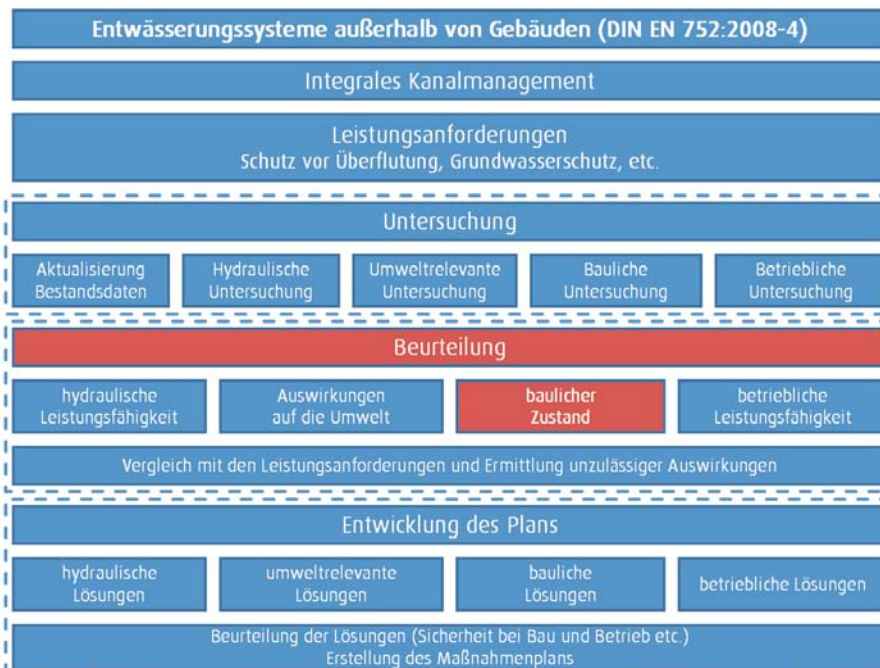 Entwässerungssysteme außerhalb von Gebäuden (DIN EN 752:2008-4)
Integrales Kanalmanagement
Leistungsanforderungen
Schutz vor Überflutung, Grundwasserschutz, etc.
Untersuchung
Aktualisierung
Bestandsdaten
Hydraulische
Untersuchung
Umweltrelevante
Untersuchung
Bauliche
Untersuchung
Betriebliche
Untersuchung
Beurteilung
hydraulische
Leistungsfähigkeit
Auswirkungen
auf die Umwelt
baulicher
Zustand
betriebliche
Leistungsfähigkeit
Vergleich mit den Leistungsanforderungen und Ermittlung unzulässiger Auswirkungen
Entwicklung des Plans
hydraulische
Lösungen
umweltrelevante
Lösungen
bauliche
Lösungen
betriebliche Lösungen
Beurteilung der Lösungen (Sicherheit bei Bau und Betrieb etc.)
Erstellung des Maßnahmenplans